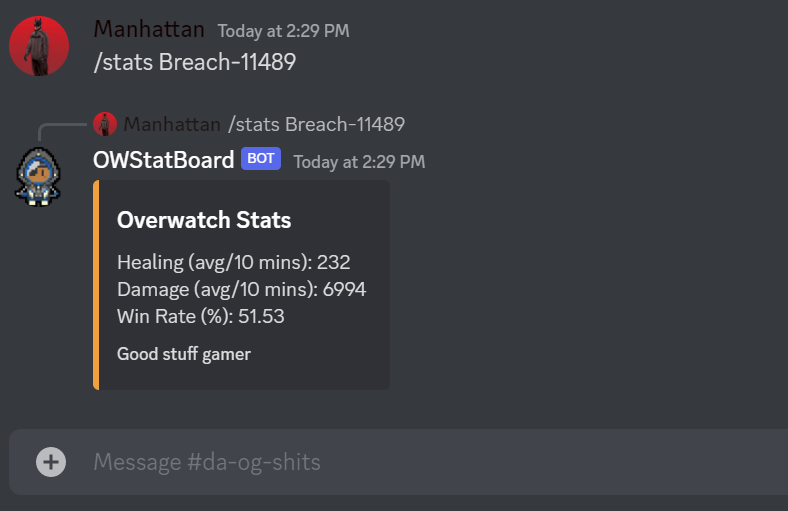 Manhattan Today at 2:29 PM
/stats Breach-11489
Manhattan /stats Breach-11489
OWStatBoard BOT Today at 2:29 PM
Overwatch Stats
Healing (avg/10 mins): 232
Damage (avg/10 mins): 6994
Win Rate (%): 51.53
Good stuff gamer
Message #da-og-shits